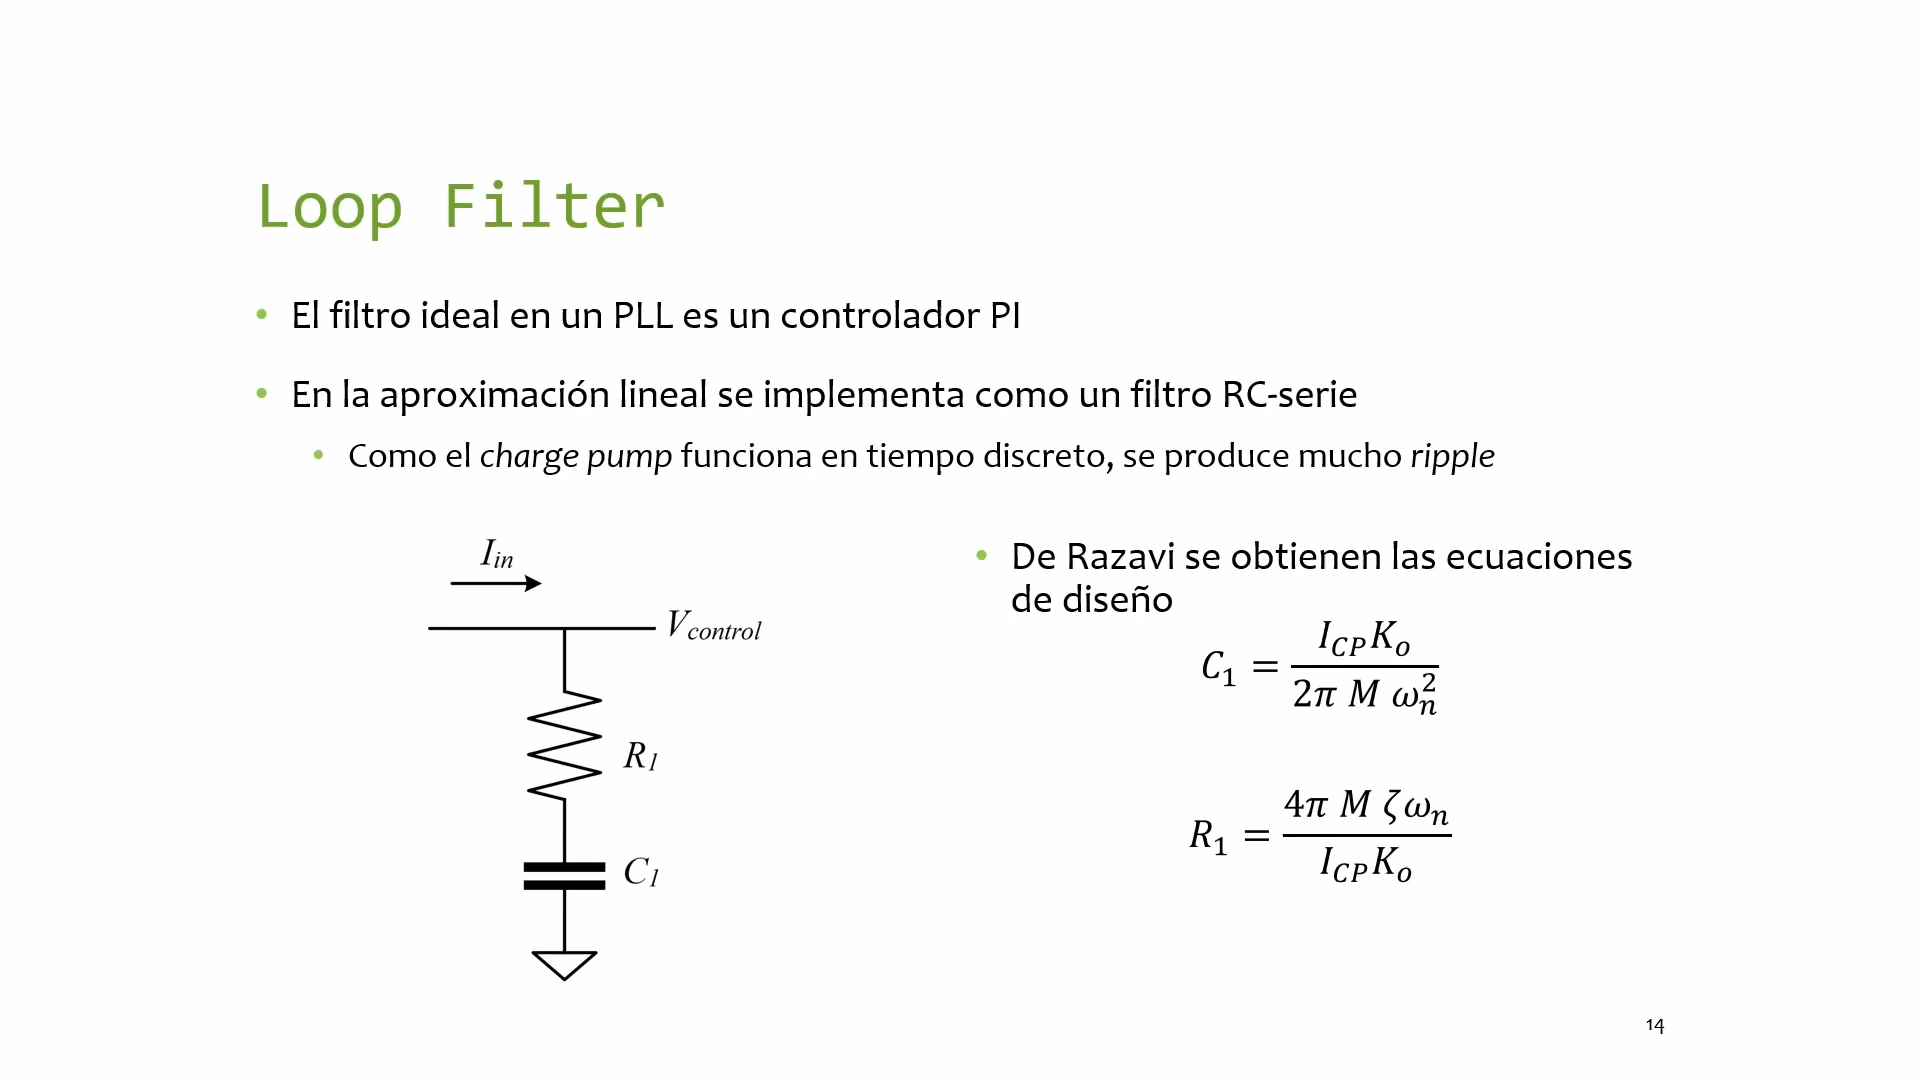 Loop Filter
• El filtro ideal en un PLL es un controlador PI
• En la aproximación lineal se implementa como un filtro RC-serie
• Como el charge pump funciona en tiempo discreto, se produce mucho ripple
I_in
V_control
R_1
C_1
• De Razavi se obtienen las ecuaciones
de diseño
C_1 = I_CP K_o / 2π M ω_n^2
R_1 = 4π M ζω_n / I_CP K_o
14